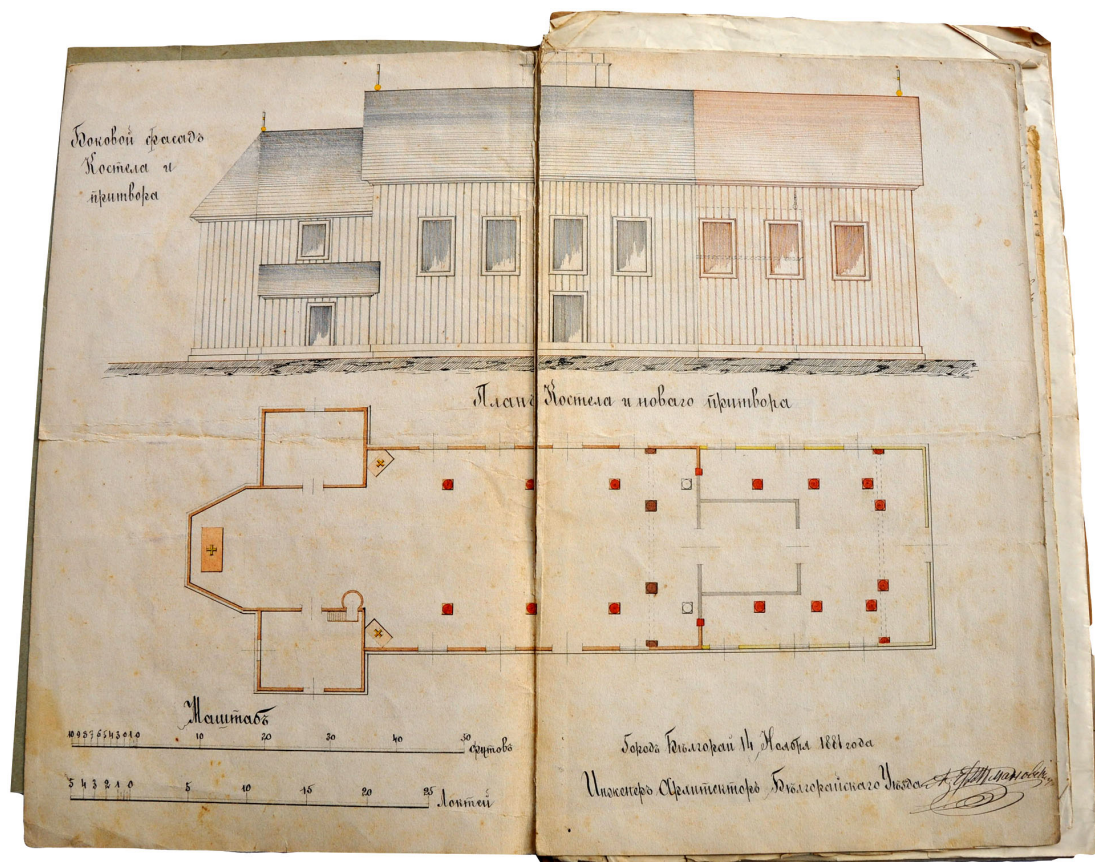 Боковой фасадъ
Костела и
притвора
Планъ Костела и новаго притвора
Маштабъ
10 9 8 7 6 5 4 3 2 1 0 10 20 30 40 50 футовъ
5 4 3 2 1 0 5 10 15 20 25 Локтей
Городъ Бѣлгорай 14 Ноября 1881 года
Инженеръ Архитекторъ Бѣлгорайскаго Уѣзда